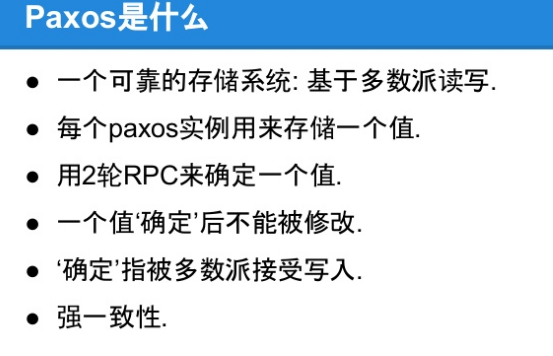 Paxos是什么
● 一个可靠的存储系统: 基于多数派读写.
● 每个paxos实例用来存储一个值.
● 用2轮RPC来确定一个值.
● 一个值‘确定’后不能被修改.
● ‘确定’指被多数派接受写入.
● 强一致性.